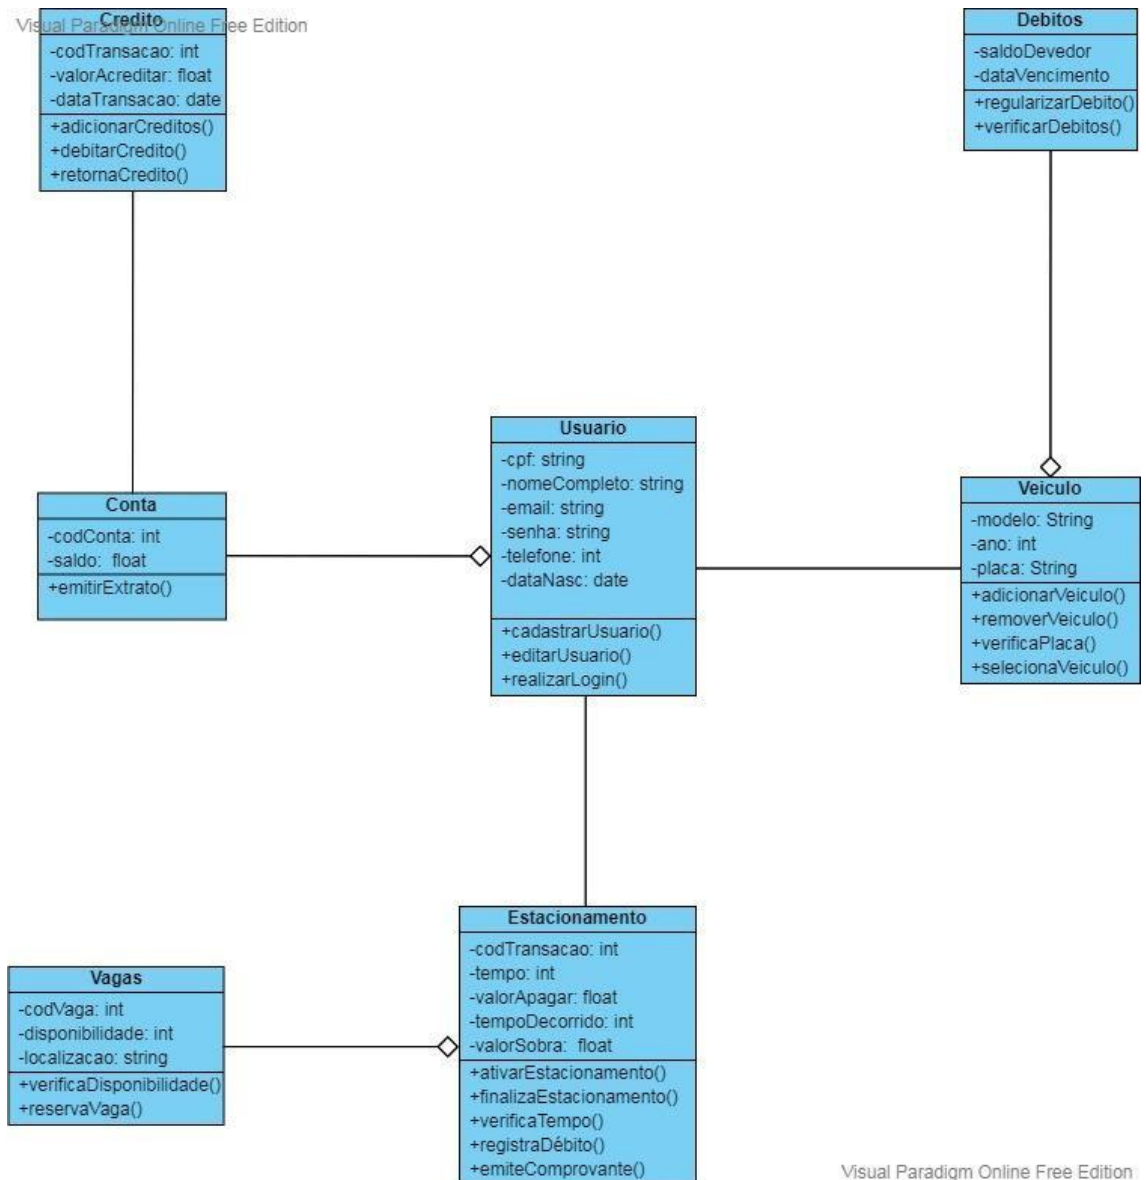 Visual Paradigm Online Free Edition
Credito
-codTransacao: int
-valorAcreditar: float
-dataTransacao: date
+adicionarCreditos()
+debitarCredito()
+retornaCredito()
Debitos
-saldoDevedor
-dataVencimento
+regularizarDebito()
+verificarDebitos()
Usuario
-cpf: string
-nomeCompleto: string
-email: string
-senha: string
-telefone: int
-dataNasc: date
+cadastrarUsuario()
+editarUsuario()
+realizarLogin()
Conta
-codConta: int
-saldo: float
+emitirExtrato()
Veiculo
-modelo: String
-ano: int
-placa: String
+adicionarVeiculo()
+removerVeiculo()
+verificaPlaca()
+selecionaVeiculo()
Estacionamento
-codTransacao: int
-tempo: int
-valorApagar: float
-tempoDecorrido: int
-valorSobra: float
+ativarEstacionamento()
+finalizaEstacionamento()
+verificaTempo()
+registraDébito()
+emiteComprovante()
Vagas
-codVaga: int
-disponibilidade: int
-localizacao: string
+verificaDisponibilidade()
+reservaVaga()
Visual Paradigm Online Free Edition